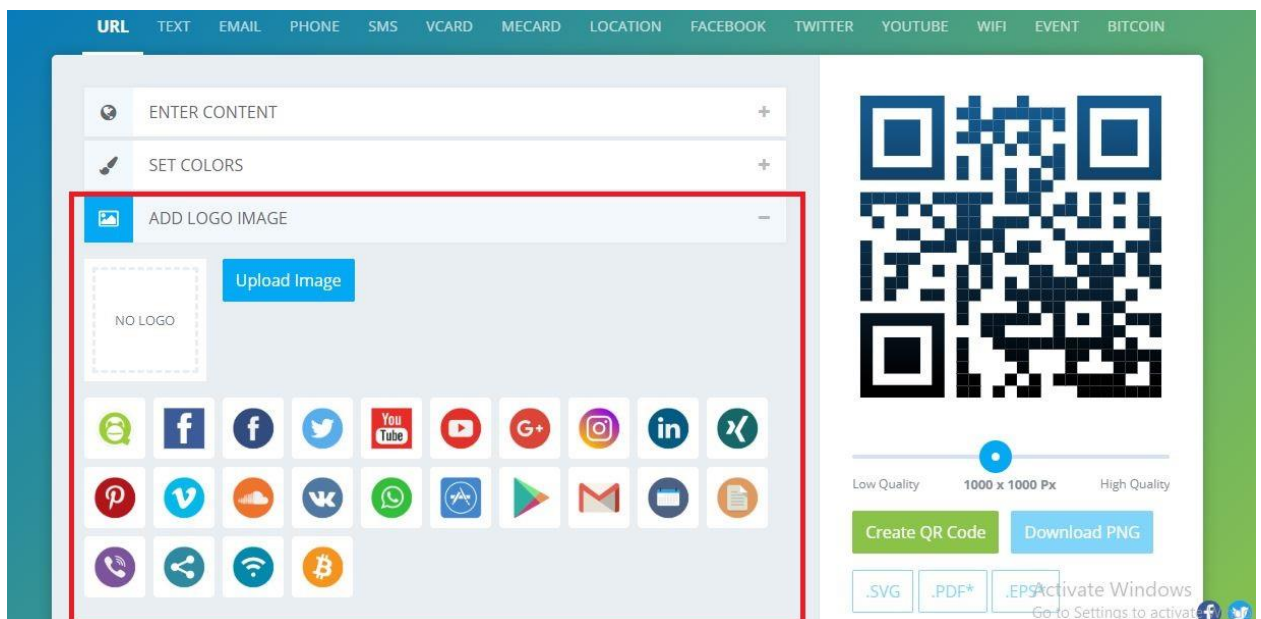 URL TEXT EMAIL PHONE SMS VCARD MECARD LOCATION FACEBOOK TWITTER YOUTUBE WIFI EVENT BITCOIN
ENTER CONTENT +
SET COLORS +
ADD LOGO IMAGE −
Upload Image
NO LOGO
f f You Tube G+ in
Low Quality 1000 x 1000 Px High Quality
Create QR Code Download PNG
.SVG .PDF* .EPS*
Activate Windows
Go to Settings to activate